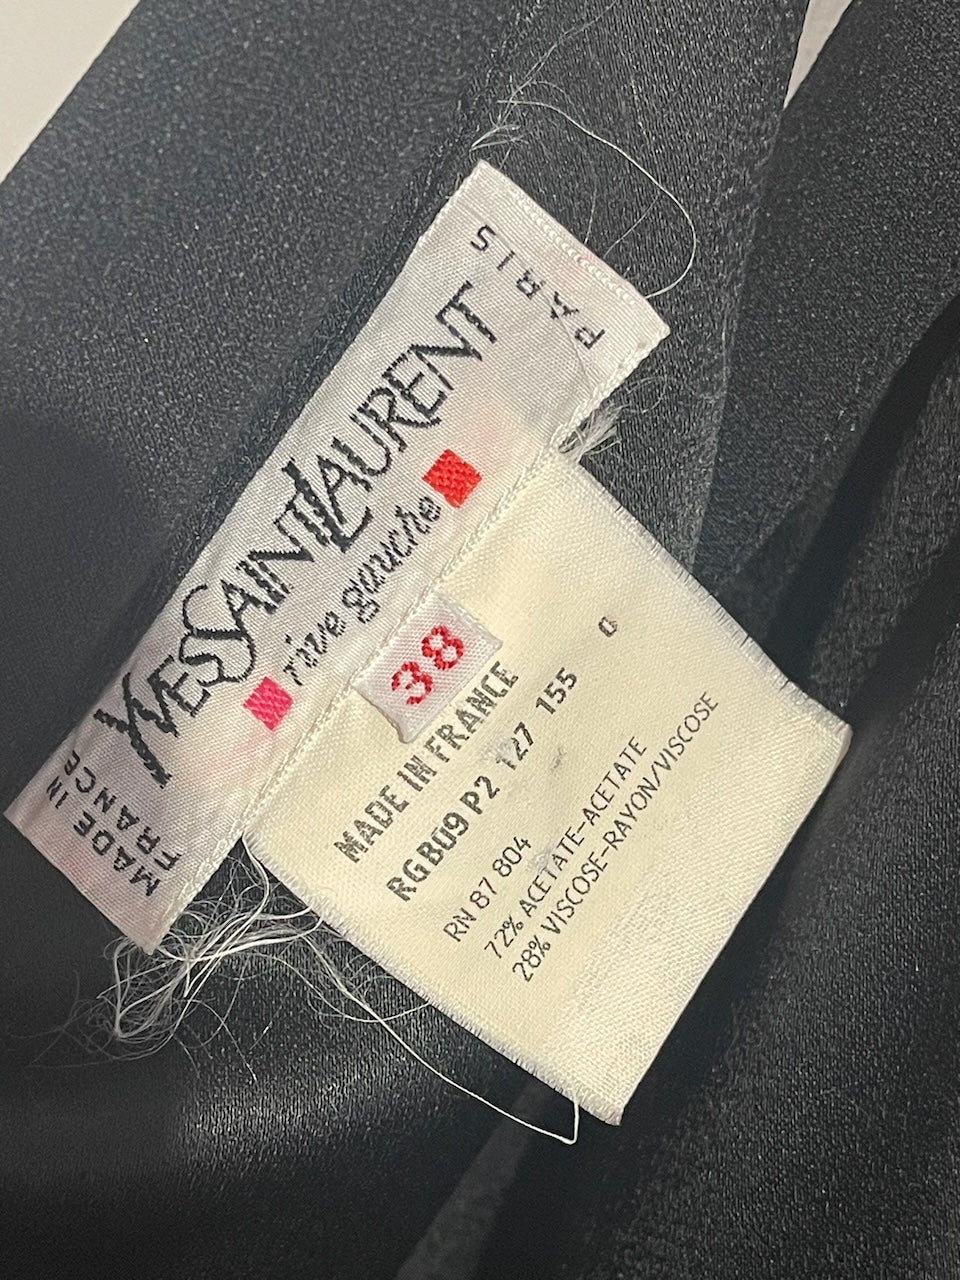 YVESSAINTLAURENT
rive gauche
PARIS
MADE IN
FRANCE
38
MADE IN FRANCE
RGB09 P2 127 155
RN 87 804
72% ACETATE-ACETATE
28% VISCOSE-RAYON/VISCOSE